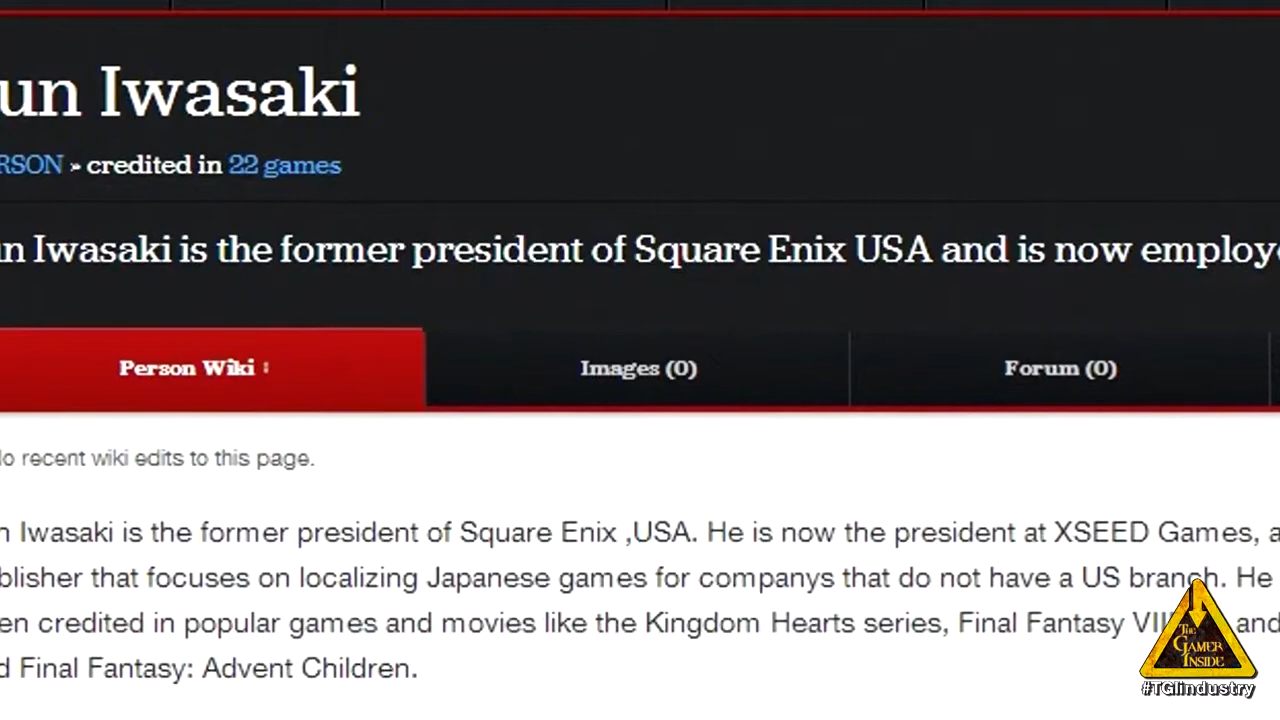 un Iwasaki
RSON » credited in 22 games
un Iwasaki is the former president of Square Enix USA and is now employe
Person Wiki
Images (0)
Forum (0)
lo recent wiki edits to this page.
n Iwasaki is the former president of Square Enix ,USA. He is now the president at XSEED Games, a
blisher that focuses on localizing Japanese games for companys that do not have a US branch. He
en credited in popular games and movies like the Kingdom Hearts series, Final Fantasy VII and
d Final Fantasy: Advent Children.
The
Gamer
Inside
#TGIindustry